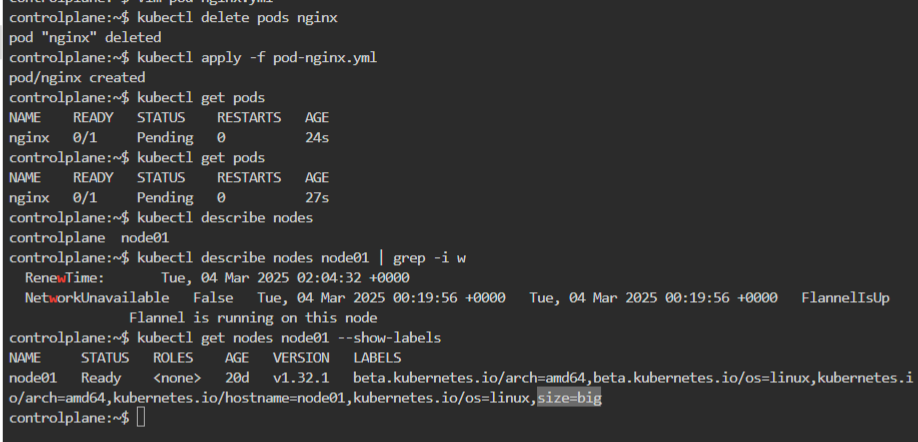 controlplane:~$ vim pod-nginx.yml
controlplane:~$ kubectl delete pods nginx
pod "nginx" deleted
controlplane:~$ kubectl apply -f pod-nginx.yml
pod/nginx created
controlplane:~$ kubectl get pods
NAME READY STATUS RESTARTS AGE
nginx 0/1 Pending 0 24s
controlplane:~$ kubectl get pods
NAME READY STATUS RESTARTS AGE
nginx 0/1 Pending 0 27s
controlplane:~$ kubectl describe nodes
controlplane node01
controlplane:~$ kubectl describe nodes node01 | grep -i w
RenewTime: Tue, 04 Mar 2025 02:04:32 +0000
NetworkUnavailable False Tue, 04 Mar 2025 00:19:56 +0000 Tue, 04 Mar 2025 00:19:56 +0000 FlannelIsUp
Flannel is running on this node
controlplane:~$ kubectl get nodes node01 --show-labels
NAME STATUS ROLES AGE VERSION LABELS
node01 Ready <none> 20d v1.32.1 beta.kubernetes.io/arch=amd64,beta.kubernetes.io/os=linux,kubernetes.i
o/arch=amd64,kubernetes.io/hostname=node01,kubernetes.io/os=linux,size=big
controlplane:~$